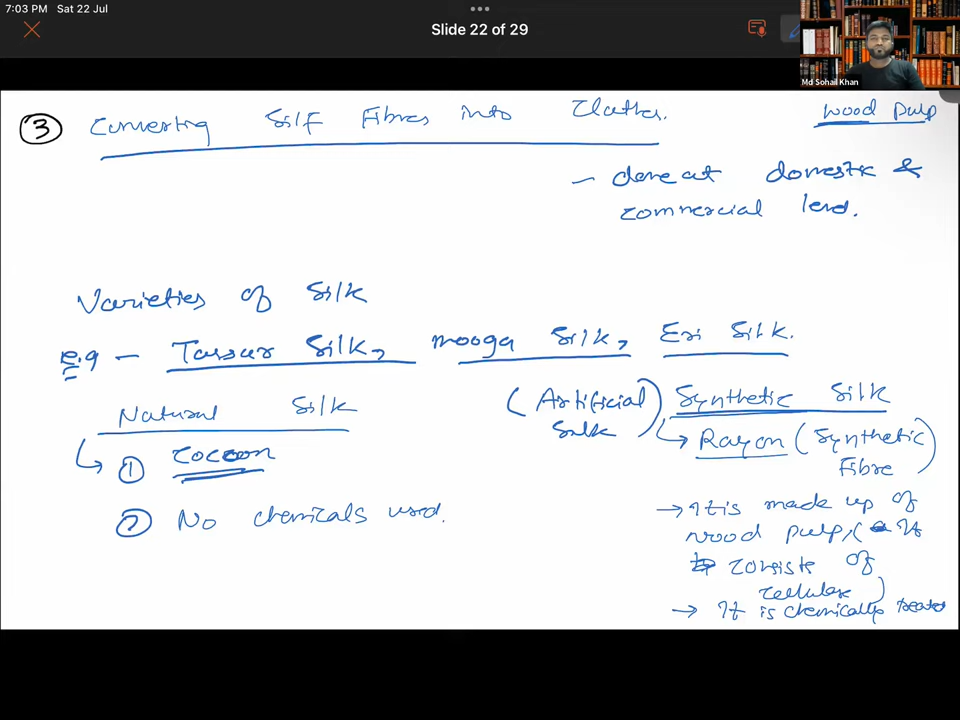 7:03 PM Sat 22 Jul
Slide 22 of 29
Md Sohail Khan
③ Converting Silk Fibres into Clothes.
wood pulp
— done at domestic &
commercial level.
Varieties of Silk
e.g — Tassar Silk, mooga Silk, Eri Silk.
Natural Silk
① cocoon
② No chemicals used.
(Artificial
Silk)
Synthetic Silk
→ Rayon (Synthetic
Fibre)
→ It is made up of
wood pulp, ( It
consists of
cellulose)
→ It is chemically treated